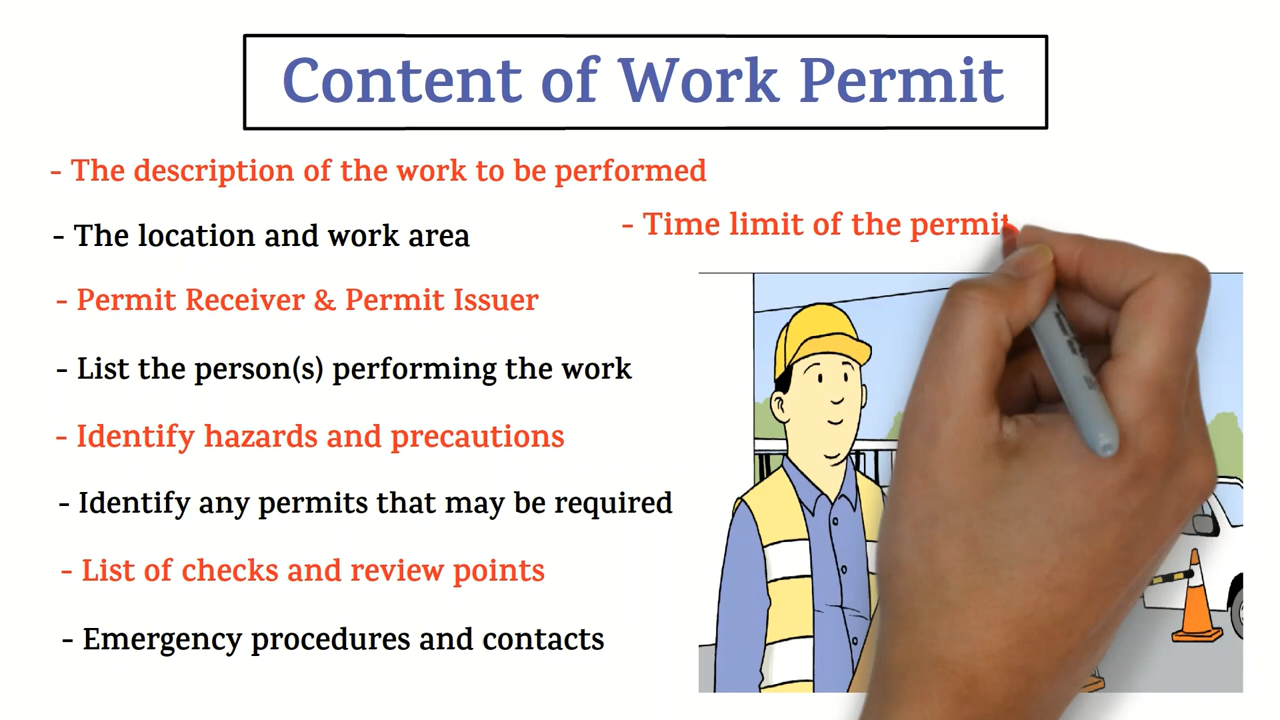 Content of Work Permit
- The description of the work to be performed
- The location and work area
- Permit Receiver & Permit Issuer
- List the person(s) performing the work
- Identify hazards and precautions
- Identify any permits that may be required
- List of checks and review points
- Emergency procedures and contacts
- Time limit of the permit